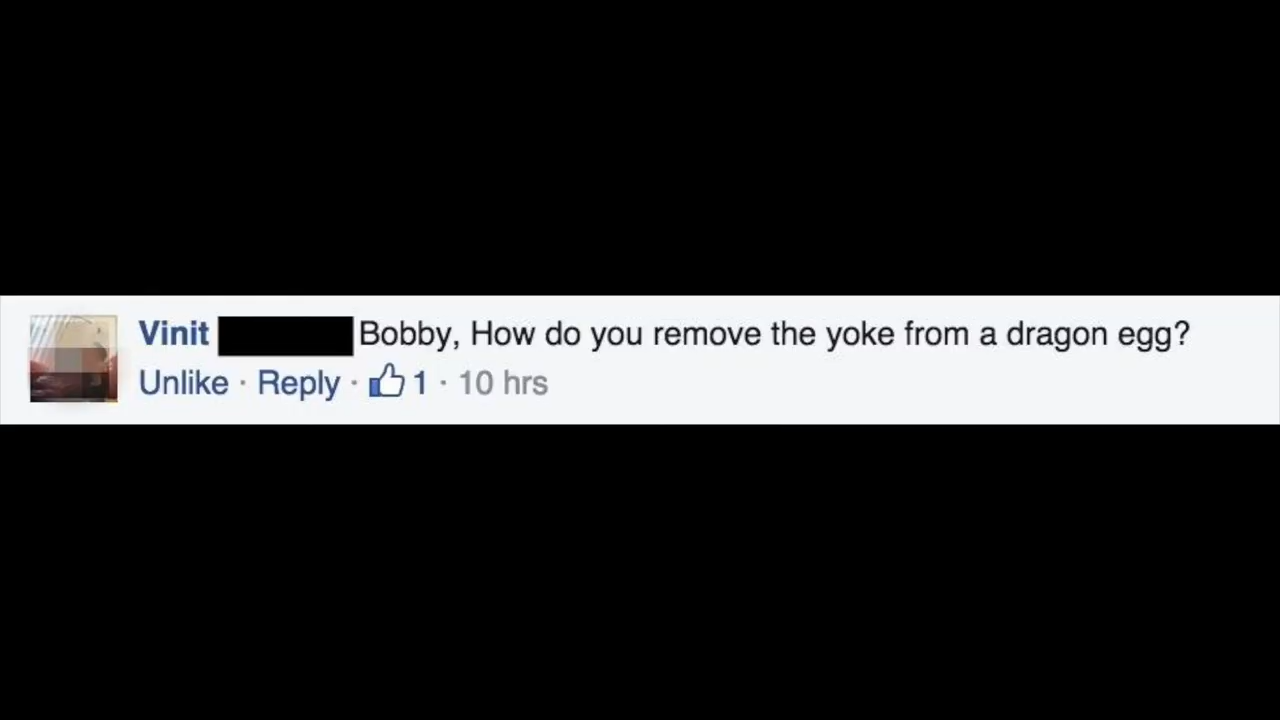 Vinit Bobby, How do you remove the yoke from a dragon egg?
Unlike · Reply · 1 · 10 hrs